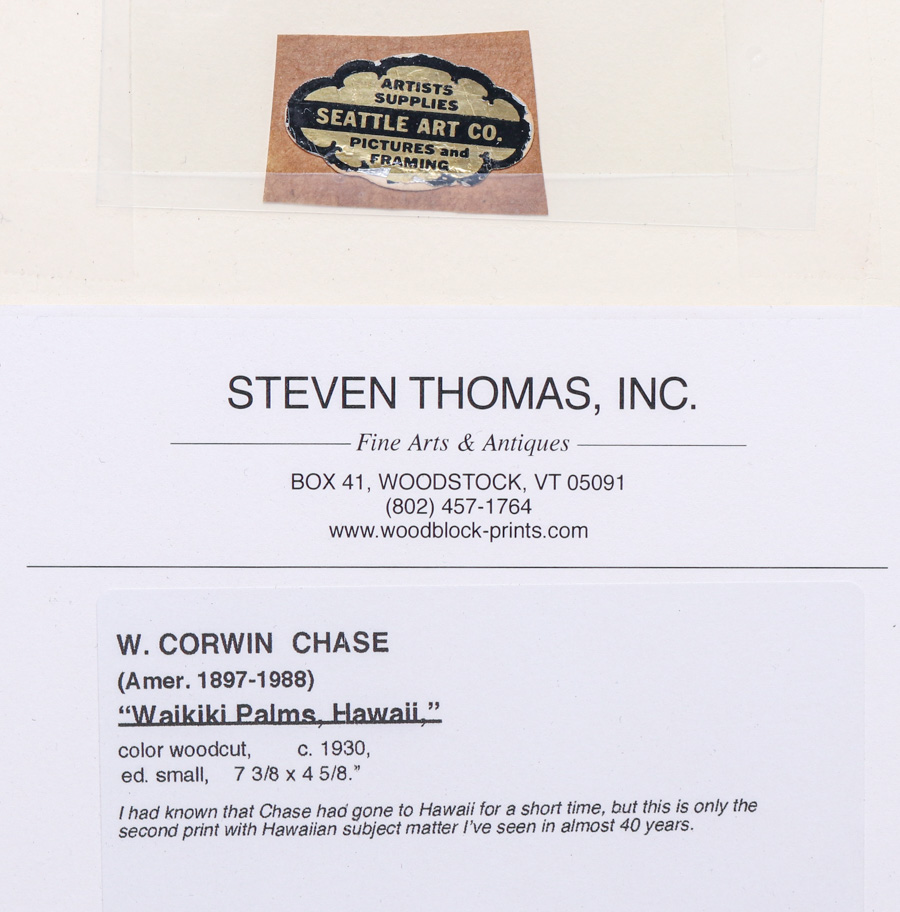 ARTISTS
SUPPLIES
SEATTLE ART CO.
PICTURES and
FRAMING
STEVEN THOMAS, INC.
Fine Arts & Antiques
BOX 41, WOODSTOCK, VT 05091
(802) 457-1764
www.woodblock-prints.com
W. CORWIN CHASE
(Amer. 1897-1988)
“Waikiki Palms, Hawaii,”
color woodcut, c. 1930,
ed. small, 7 3/8 x 4 5/8.”
I had known that Chase had gone to Hawaii for a short time, but this is only the
second print with Hawaiian subject matter I’ve seen in almost 40 years.